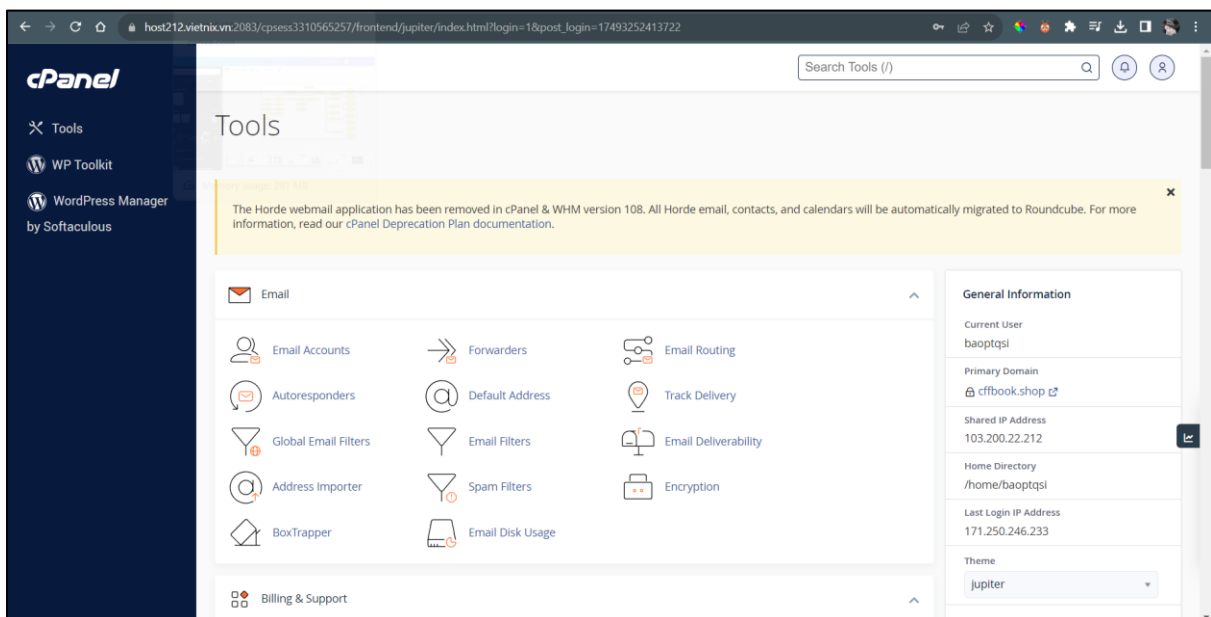 host212.vietnix.vn:2083/cpsess3310565257/frontend/jupiter/index.html?login=1&post_login=17493252413722
cPanel
Search Tools (/)
Tools
WP Toolkit
WordPress Manager
by Softaculous
Tools
The Horde webmail application has been removed in cPanel & WHM version 108. All Horde email, contacts, and calendars will be automatically migrated to Roundcube. For more
information, read our cPanel Deprecation Plan documentation.
Email
Email Accounts
Forwarders
Email Routing
Autoresponders
Default Address
Track Delivery
Global Email Filters
Email Filters
Email Deliverability
Address Importer
Spam Filters
Encryption
BoxTrapper
Email Disk Usage
Billing & Support
General Information
Current User
baoptqsi
Primary Domain
cffbook.shop
Shared IP Address
103.200.22.212
Home Directory
/home/baoptqsi
Last Login IP Address
171.250.246.233
Theme
jupiter